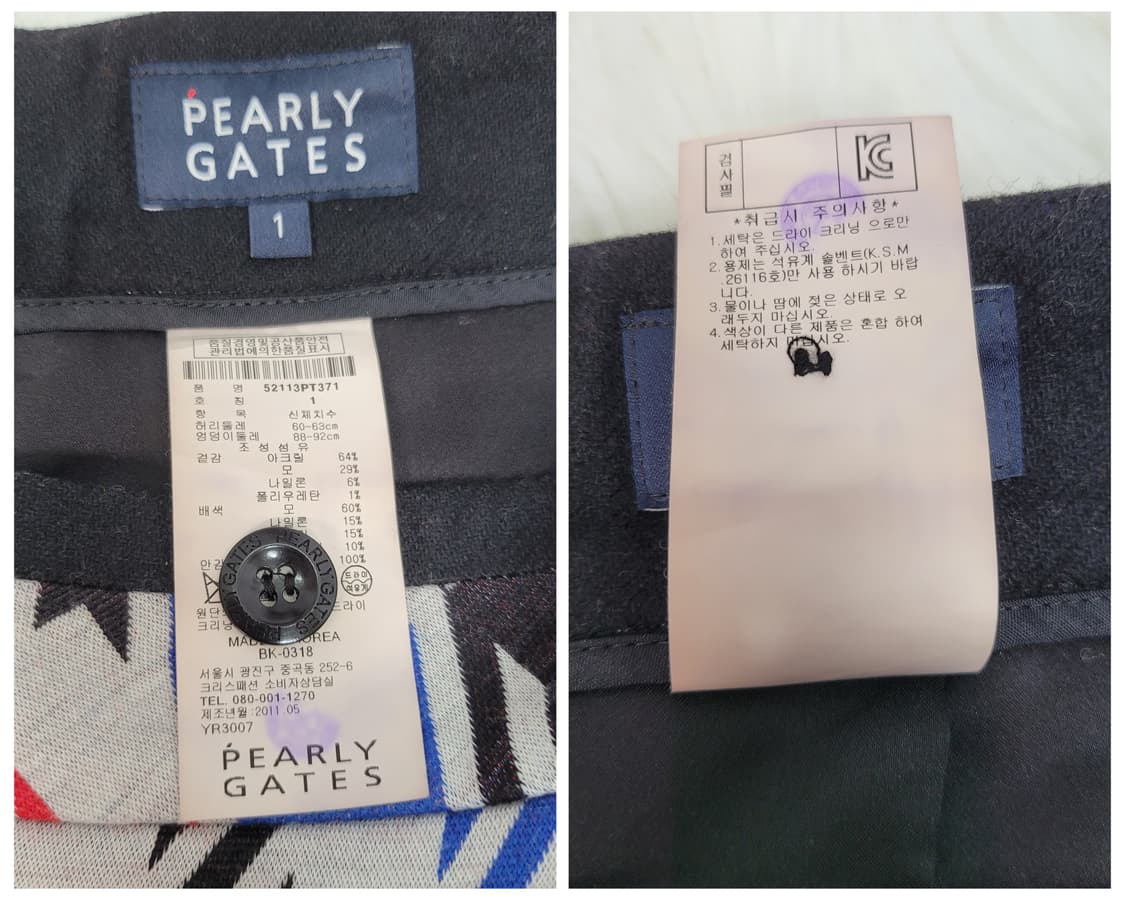 PEARLY
GATES
1
품질경영및공산품안전
관리법에의한품질표시
품 명 52113PT371
호 칭 1
항 목 신체치수
허리둘레 60-63cm
엉덩이둘레 88-92cm
조 성 섬 유
겉감 아크릴 64%
모 29%
나일론 6%
폴리우레탄 1%
배색 모 60%
나일론 15%
15%
10%
100%
드라이
석유계
PEARLY GATES PEARLY GATES
원단
드라이
크리닝
KOREA
BK-0318
서울시 광진구 중곡동 252-6
크리스패션 소비자상담실
TEL. 080-001-1270
제조년월 2011.05
YR3007
PEARLY
GATES
검사필
KC
*취급시 주의사항*
1. 세탁은 드라이 크리닝 으로만
하여 주십시오.
2. 용제는 석유계 솔벤트(K.S.M
.26116호)만 사용 하시기 바랍
니다.
3. 물이나 땀에 젖은 상태로 오
래두지 마십시오.
4. 색상이 다른 제품은 혼합 하여
세탁하지 마십시오.